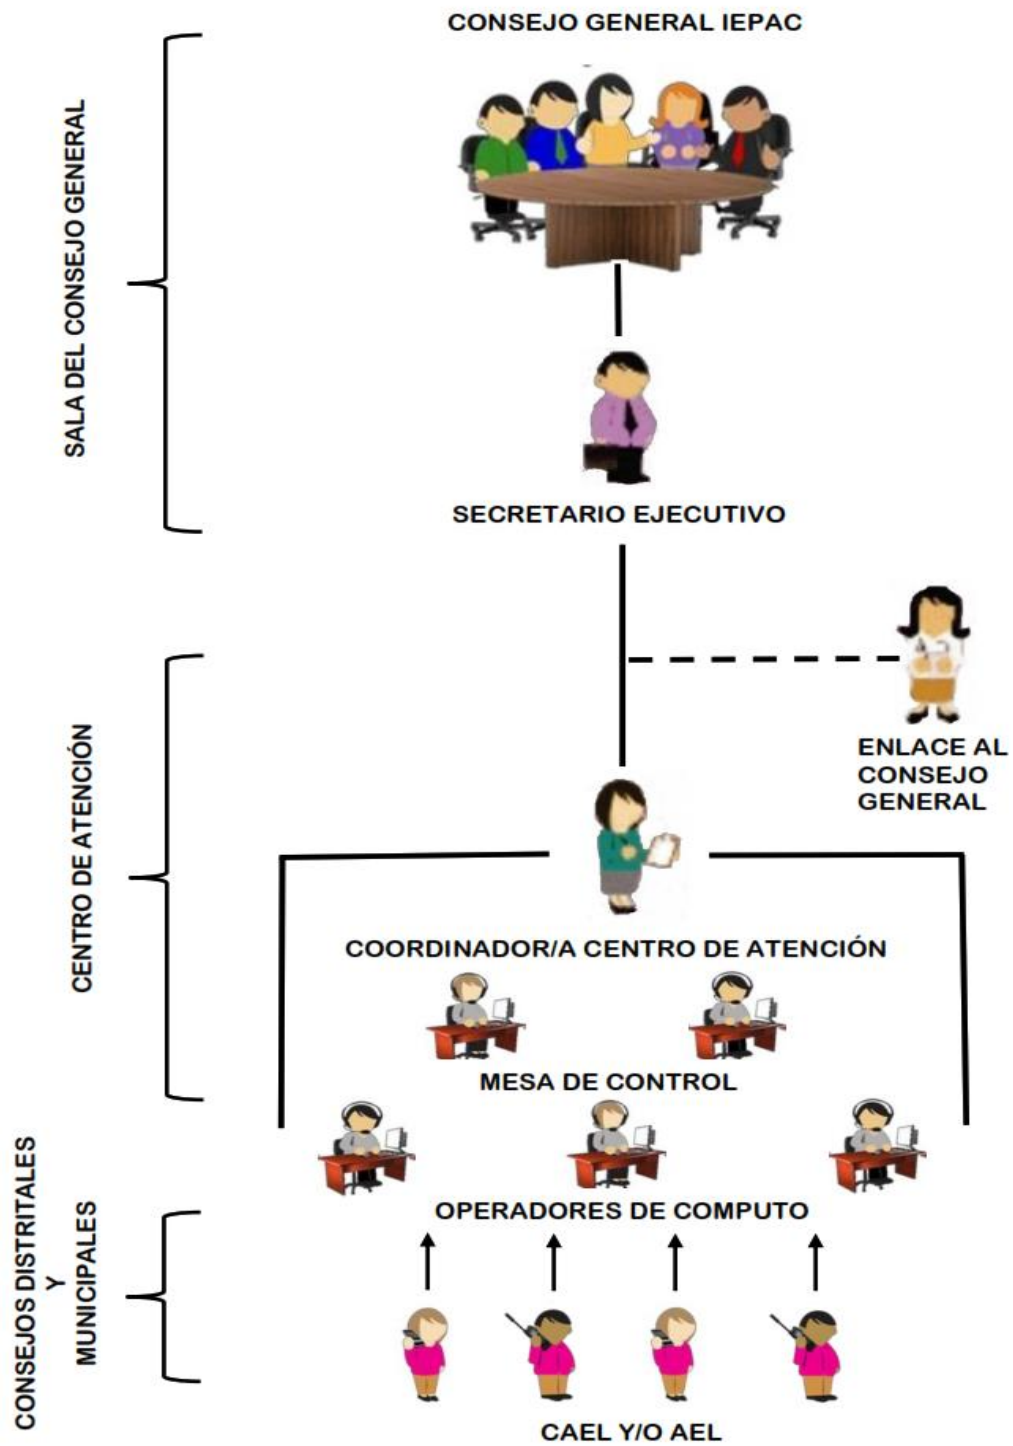 CONSEJO GENERAL IEPAC
SALA DEL CONSEJO GENERAL
SECRETARIO EJECUTIVO
ENLACE AL
CONSEJO
GENERAL
CENTRO DE ATENCIÓN
COORDINADOR/A CENTRO DE ATENCIÓN
MESA DE CONTROL
OPERADORES DE COMPUTO
CONSEJOS DISTRITALES
Y
MUNICIPALES
CAEL Y/O AEL